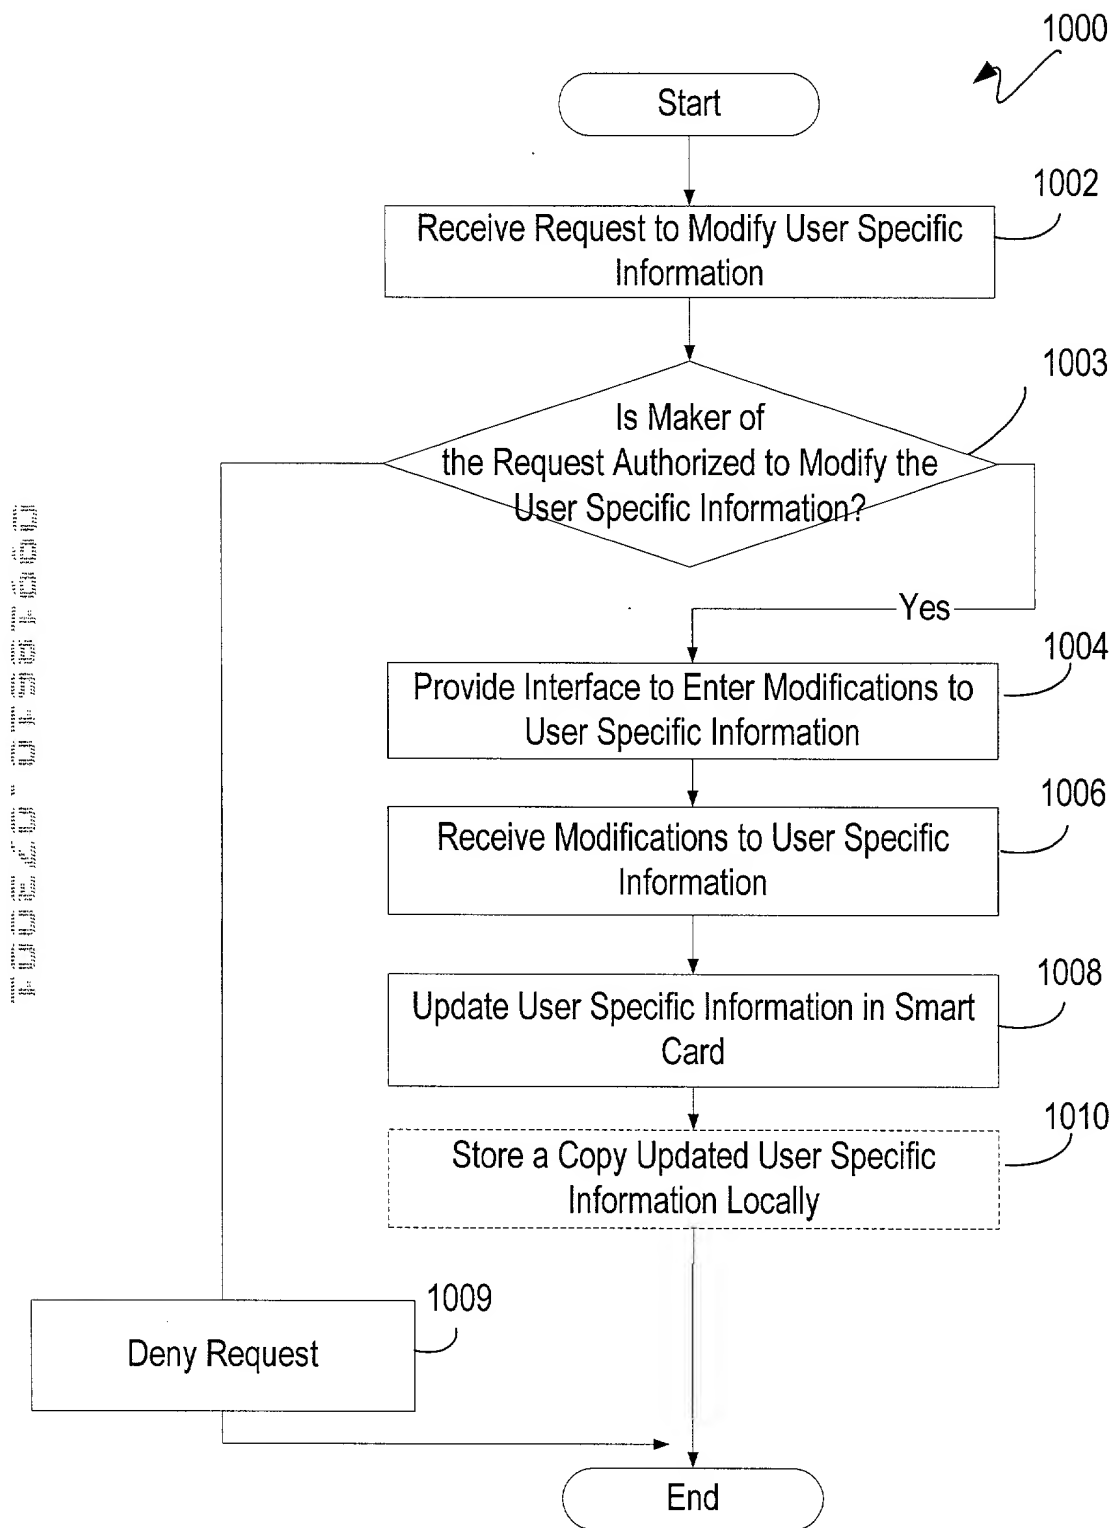 1000
Start
1002
Receive Request to Modify User Specific
Information
1003
Is Maker of
the Request Authorized to Modify the
User Specific Information?
Yes
1004
Provide Interface to Enter Modifications to
User Specific Information
1006
Receive Modifications to User Specific
Information
1008
Update User Specific Information in Smart
Card
1010
Store a Copy Updated User Specific
Information Locally
1009
Deny Request
End